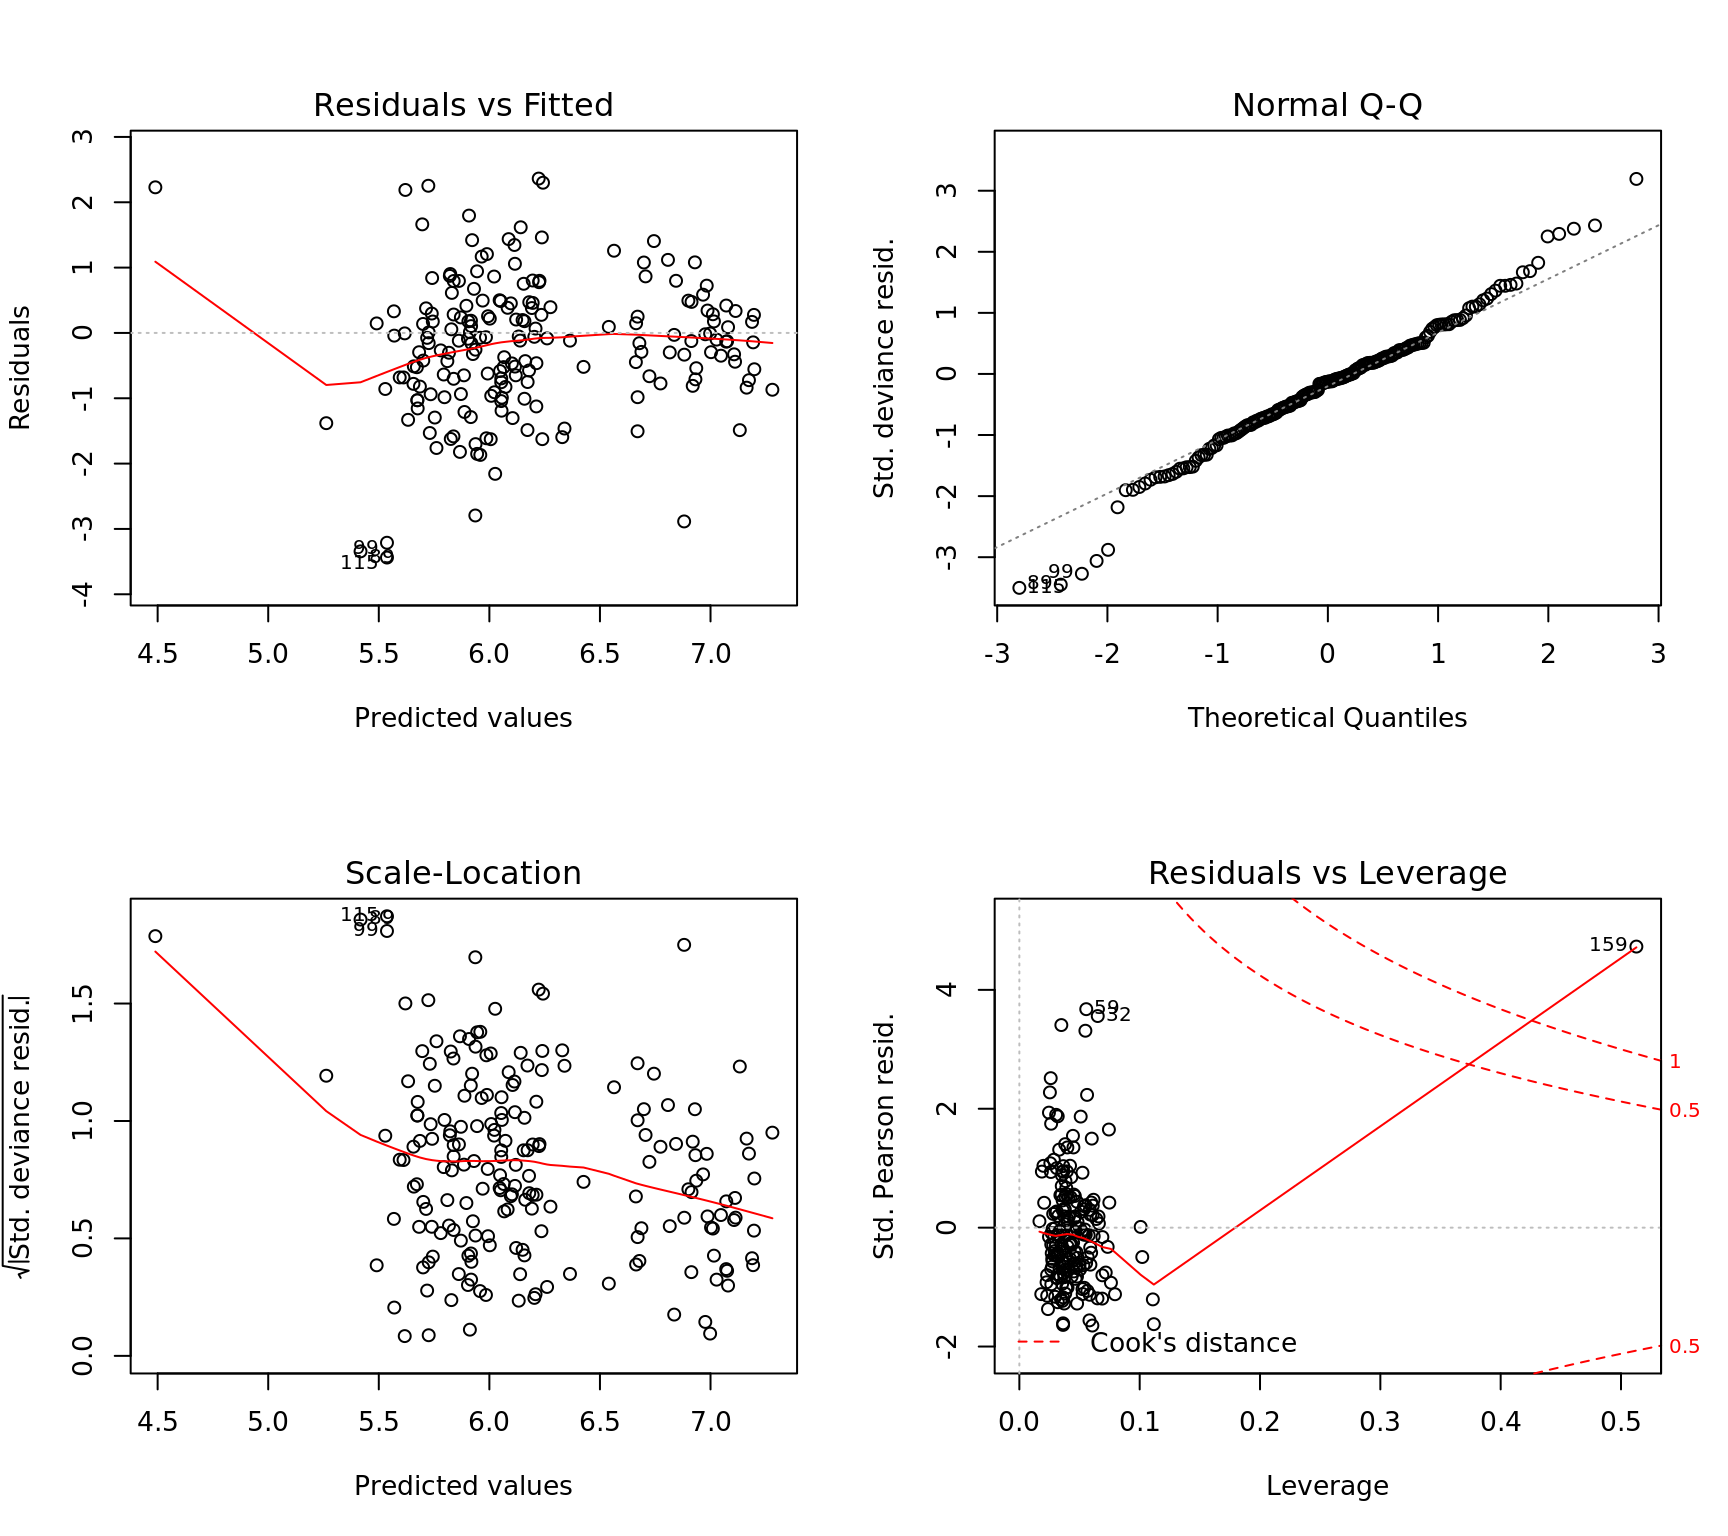 Residuals vs Fitted
Residuals
3
2
1
0
-1
-2
-3
-4
99
115
4.5 5.0 5.5 6.0 6.5 7.0
Predicted values
Normal Q-Q
Std. deviance resid.
3
2
1
0
-1
-2
-3
99
115
-3 -2 -1 0 1 2 3
Theoretical Quantiles
Scale-Location
√|Std. deviance resid.|
1.5
1.0
0.5
0.0
115
99
4.5 5.0 5.5 6.0 6.5 7.0
Predicted values
Residuals vs Leverage
Std. Pearson resid.
4
2
0
-2
159
59
1
0.5
0.5
Cook's distance
0.0 0.1 0.2 0.3 0.4 0.5
Leverage